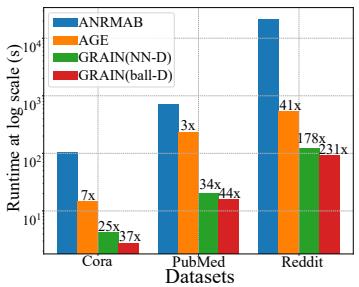 ANRMAB
AGE
GRAIN(NN-D)
GRAIN(ball-D)
Runtime at log scale (s)
10^4
10^3
10^2
10^1
7x
25x
37x
3x
34x
44x
41x
178x
231x
Cora
PubMed
Reddit
Datasets